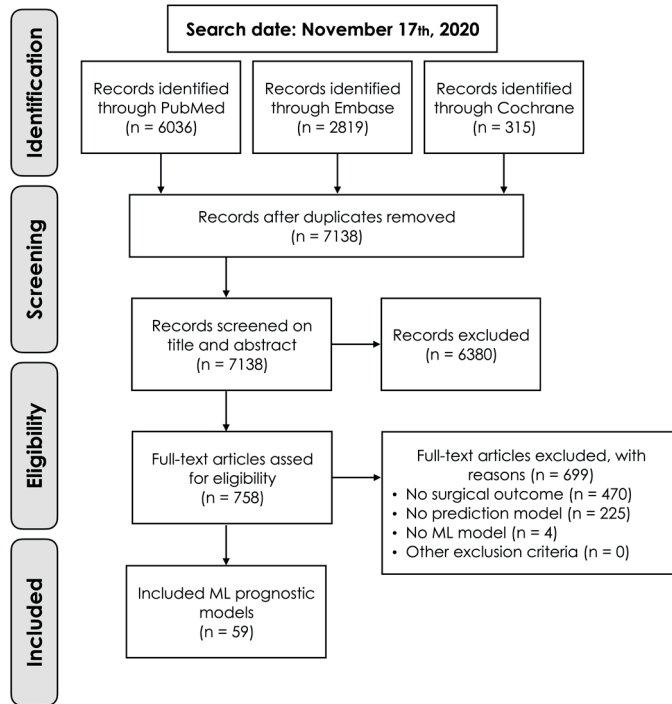 Search date: November 17th, 2020
Identification
Records identified
through PubMed
(n = 6036)
Records identified
through Embase
(n = 2819)
Records identified
through Cochrane
(n = 315)
Screening
Records after duplicates removed
(n = 7138)
Records screened on
title and abstract
(n = 7138)
Records excluded
(n = 6380)
Eligibility
Full-text articles assed
for eligibility
(n = 758)
Full-text articles excluded, with
reasons (n = 699)
• No surgical outcome (n = 470)
• No prediction model (n = 225)
• No ML model (n = 4)
• Other exclusion criteria (n = 0)
Included
Included ML prognostic
models
(n = 59)